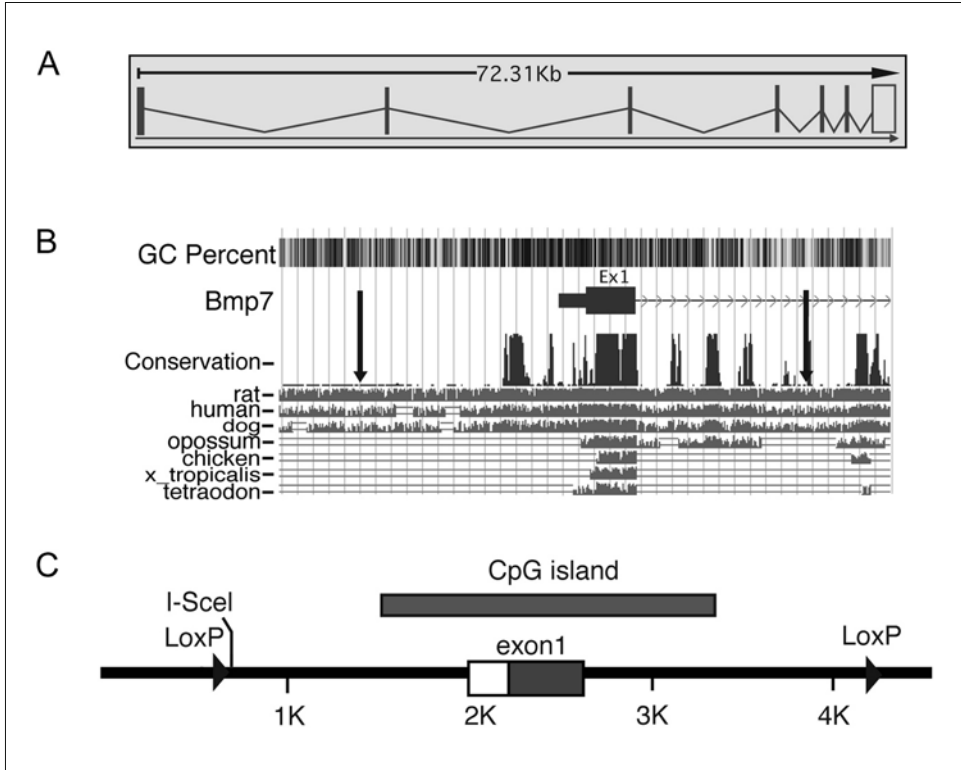 A
72.31Kb
B
GC Percent
Ex1
Bmp7
Conservation
rat
human
dog
opossum
chicken
x_tropicalis
tetraodon
C
CpG island
I-SceI
LoxP
exon1
LoxP
1K
2K
3K
4K